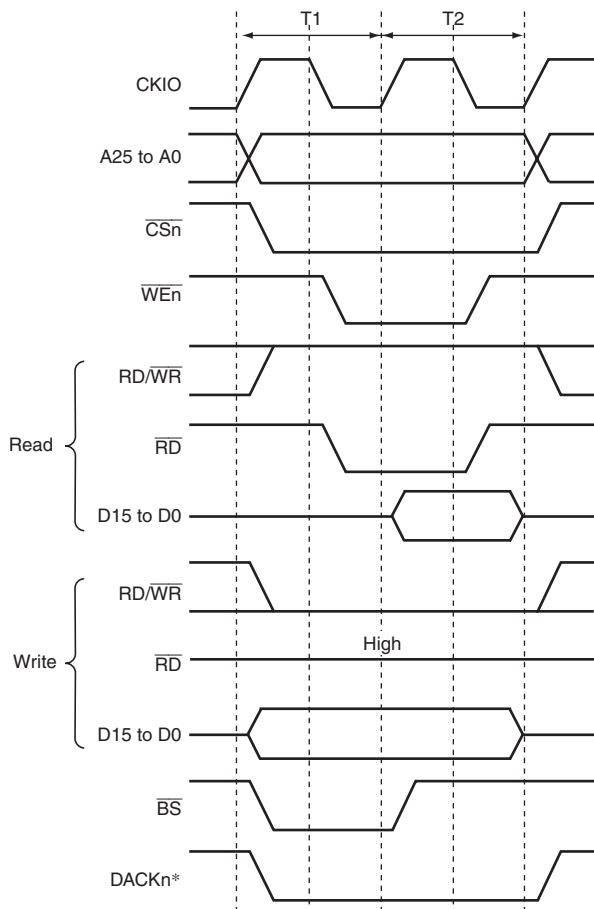 T1 T2
CKIO
A25 to A0
CSn
WEn
RD/WR
Read
RD
D15 to D0
RD/WR
High
Write
RD
D15 to D0
BS
DACKn*